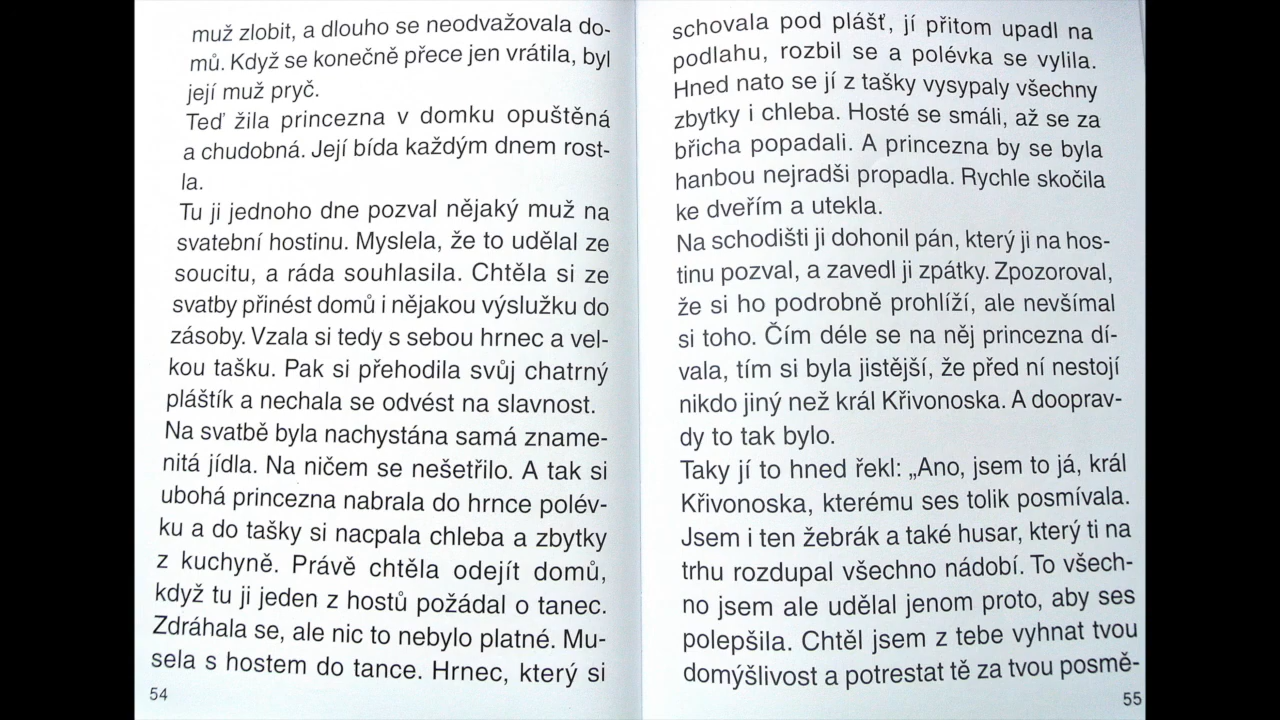 muž zlobit, a dlouho se neodvažovala do-
mů. Když se konečně přece jen vrátila, byl
její muž pryč.
Teď žila princezna v domku opuštěná
a chudobná. Její bída každým dnem rost-
la.
Tu ji jednoho dne pozval nějaký muž na
svatební hostinu. Myslela, že to udělal ze
soucitu, a ráda souhlasila. Chtěla si ze
svatby přinést domů i nějakou výslužku do
zásoby. Vzala si tedy s sebou hrnec a vel-
kou tašku. Pak si přehodila svůj chatrný
pláštík a nechala se odvést na slavnost.
Na svatbě byla nachystána samá zname-
nitá jídla. Na ničem se nešetřilo. A tak si
ubohá princezna nabrala do hrnce polév-
ku a do tašky si nacpala chleba a zbytky
z kuchyně. Právě chtěla odejít domů,
když tu ji jeden z hostů požádal o tanec.
Zdráhala se, ale nic to nebylo platné. Mu-
sela s hostem do tance. Hrnec, který si
54
schovala pod plášť, jí přitom upadl na
podlahu, rozbil se a polévka se vylila.
Hned nato se jí z tašky vysypaly všechny
zbytky i chleba. Hosté se smáli, až se za
břicha popadali. A princezna by se byla
hanbou nejradši propadla. Rychle skočila
ke dveřím a utekla.
Na schodišti ji dohonil pán, který ji na hos-
tinu pozval, a zavedl ji zpátky. Zpozoroval,
že si ho podrobně prohlíží, ale nevšímal
si toho. Čím déle se na něj princezna dí-
vala, tím si byla jistější, že před ní nestojí
nikdo jiný než král Křivonoska. A dooprav-
dy to tak bylo.
Taky jí to hned řekl: „Ano, jsem to já, král
Křivonoska, kterému ses tolik posmívala.
Jsem i ten žebrák a také husar, který ti na
trhu rozdupal všechno nádobí. To všech-
no jsem ale udělal jenom proto, aby ses
polepšila. Chtěl jsem z tebe vyhnat tvou
domýšlivost a potrestat tě za tvou posmě-
55